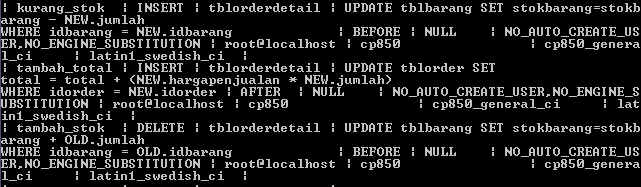 | kurang_stok | INSERT | tblorderdetail | UPDATE tblbarang SET stokbarang=stokb
arang - NEW.jumlah
WHERE idbarang = NEW.idbarang | BEFORE | NULL | NO_AUTO_CREATE_US
ER,NO_ENGINE_SUBSTITUTION | root@localhost | cp850 | cp850_genera
l_ci | latin1_swedish_ci |
| tambah_total | INSERT | tblorderdetail | UPDATE tblorder SET
total = total + (NEW.hargapenjualan * NEW.jumlah)
WHERE idorder = NEW.idorder | AFTER | NULL | NO_AUTO_CREATE_USER,NO_ENGINE_S
UBSTITUTION | root@localhost | cp850 | cp850_general_ci | lat
in1_swedish_ci |
| tambah_stok | DELETE | tblorderdetail | UPDATE tblbarang SET stokbarang=stokb
arang + OLD.jumlah
WHERE idbarang = OLD.idbarang | BEFORE | NULL | NO_AUTO_CREATE_US
ER,NO_ENGINE_SUBSTITUTION | root@localhost | cp850 | cp850_genera
l_ci | latin1_swedish_ci |